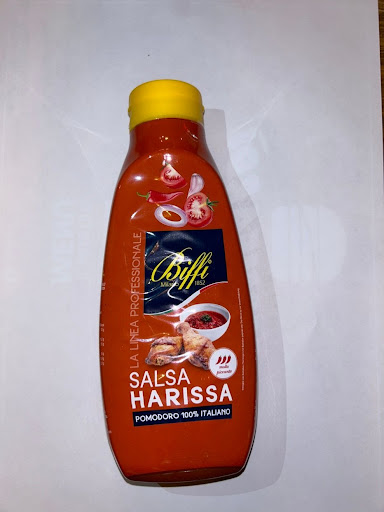 LA LINEA PROFESSIONALE
Biffi
Milano 1852
molto
piccante
SALSA
HARISSA
POMODORO 100% ITALIANO